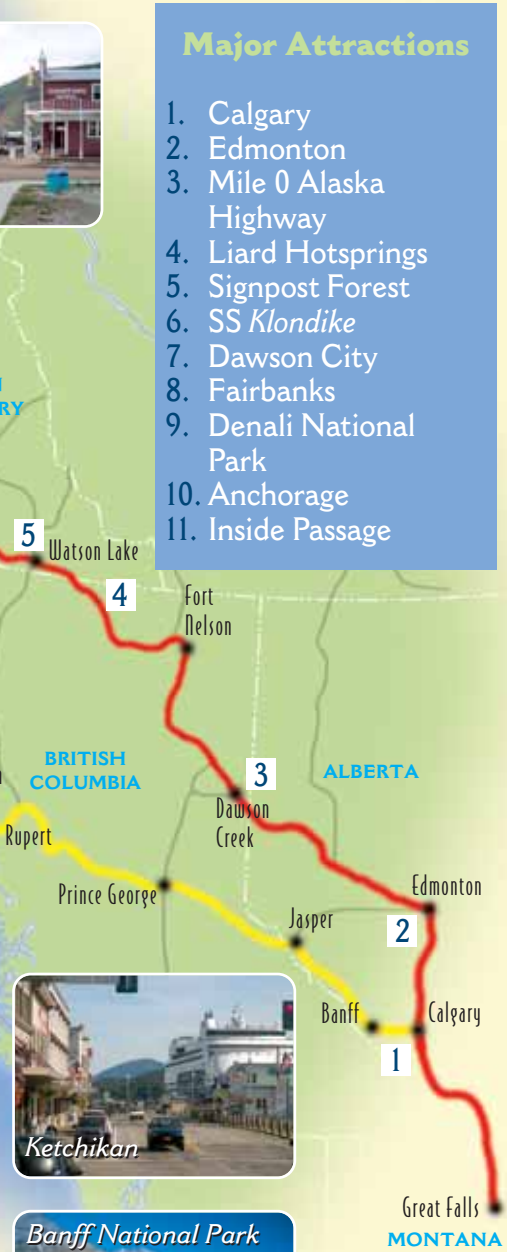 Major Attractions
1. Calgary
2. Edmonton
3. Mile 0 Alaska
Highway
4. Liard Hotsprings
5. Signpost Forest
6. SS Klondike
7. Dawson City
8. Fairbanks
9. Denali National
Park
10. Anchorage
11. Inside Passage
RY
5
Watson Lake
4
Fort
Nelson
BRITISH
COLUMBIA
3
ALBERTA
Dawson
Creek
Rupert
Prince George
Edmonton
2
Jasper
Banff
Calgary
1
Ketchikan
Great Falls
MONTANA
Banff National Park